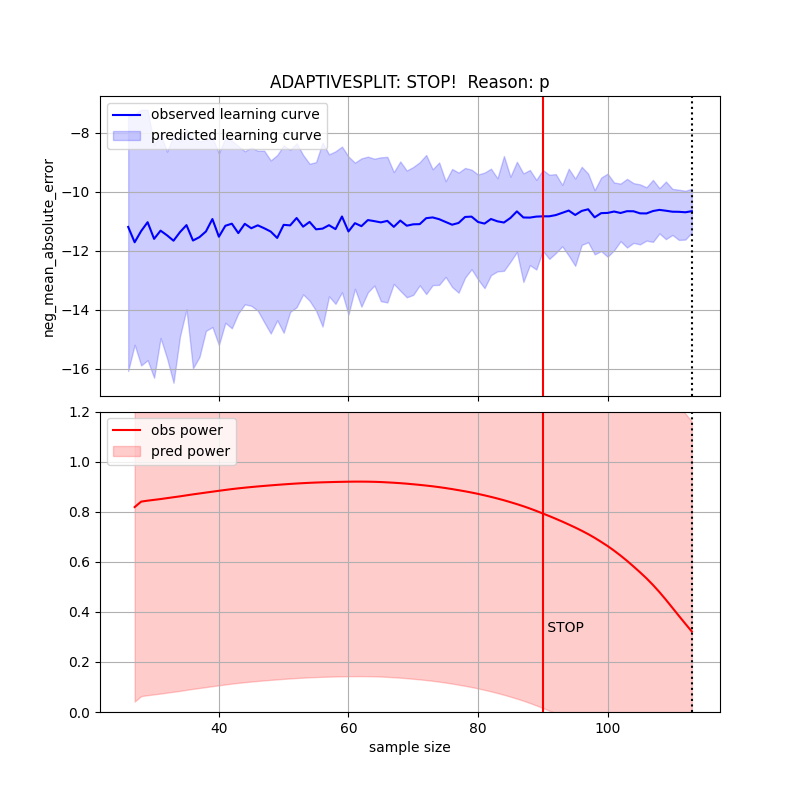 ADAPTIVESPLIT: STOP!  Reason: p
observed learning curve
predicted learning curve
neg_mean_absolute_error
−8
−10
−12
−14
−16
obs power
pred power
1.2
1.0
0.8
0.6
0.4
0.2
0.0
STOP
40 60 80 100
sample size